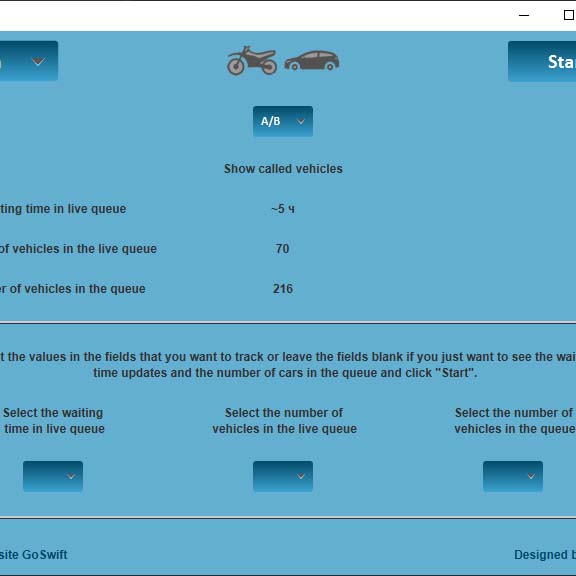 Sta
A/B
Show called vehicles
ting time in live queue ~5 ч
of vehicles in the live queue 70
er of vehicles in the queue 216
t the values in the fields that you want to track or leave the fields blank if you just want to see the wai
time updates and the number of cars in the queue and click "Start".
Select the waiting
time in live queue
Select the number of
vehicles in the live queue
Select the number of
vehicles in the queue
site GoSwift
Designed b